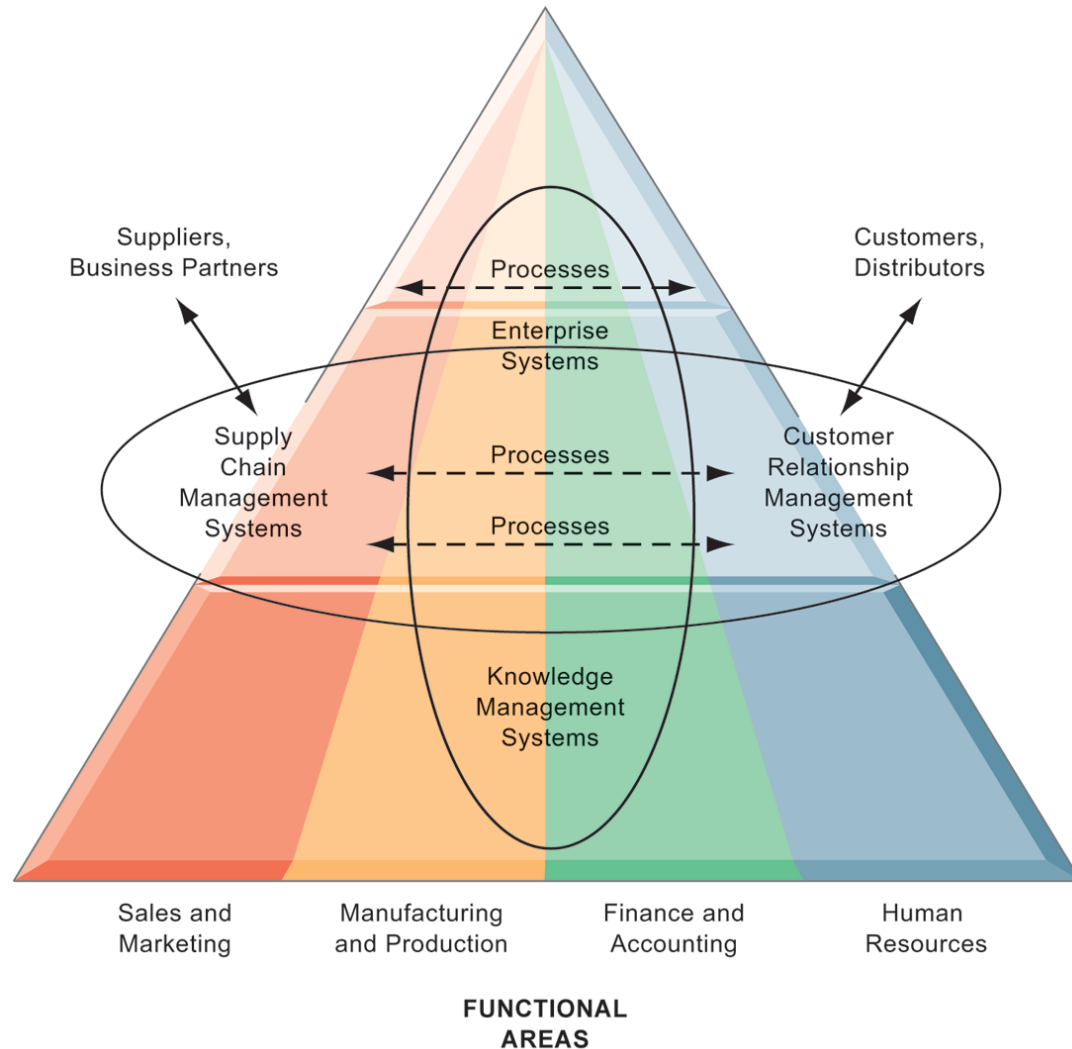 Suppliers,
Business Partners
Customers,
Distributors
Processes
Enterprise
Systems
Supply
Chain
Management
Systems
Processes
Processes
Customer
Relationship
Management
Systems
Knowledge
Management
Systems
Sales and
Marketing
Manufacturing
and Production
Finance and
Accounting
Human
Resources
FUNCTIONAL
AREAS